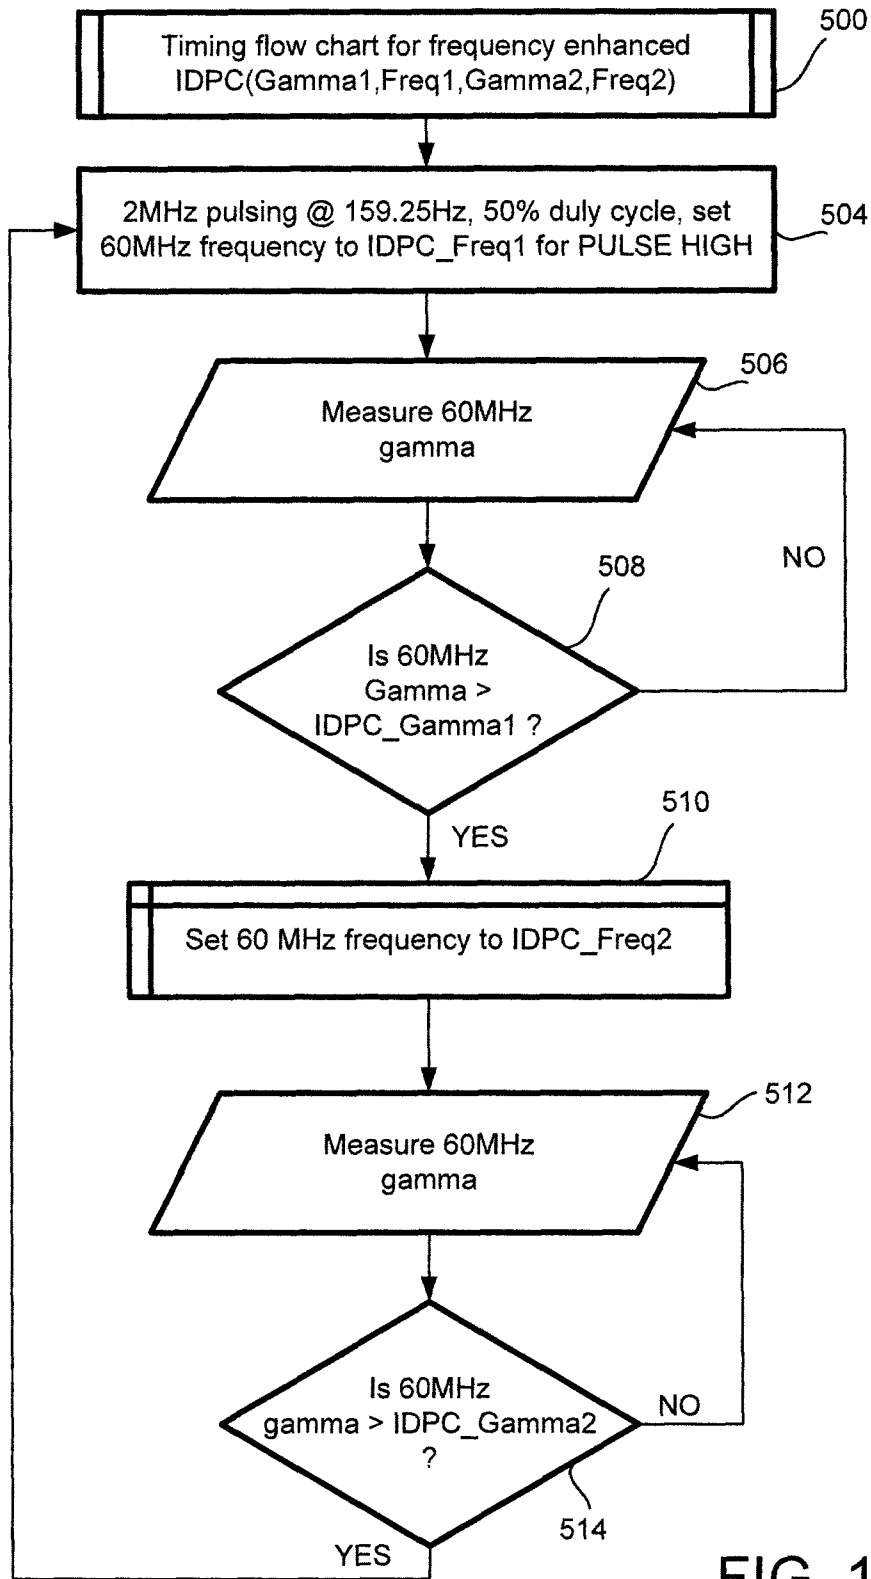 Timing flow chart for frequency enhanced
IDPC(Gamma1,Freq1,Gamma2,Freq2)
500
2MHz pulsing @ 159.25Hz, 50% duly cycle, set
60MHz frequency to IDPC_Freq1 for PULSE HIGH
504
506
Measure 60MHz
gamma
NO
508
Is 60MHz
Gamma >
IDPC_Gamma1 ?
YES
510
Set 60 MHz frequency to IDPC_Freq2
512
Measure 60MHz
gamma
Is 60MHz
gamma > IDPC_Gamma2
?
NO
514
YES
FIG. 1